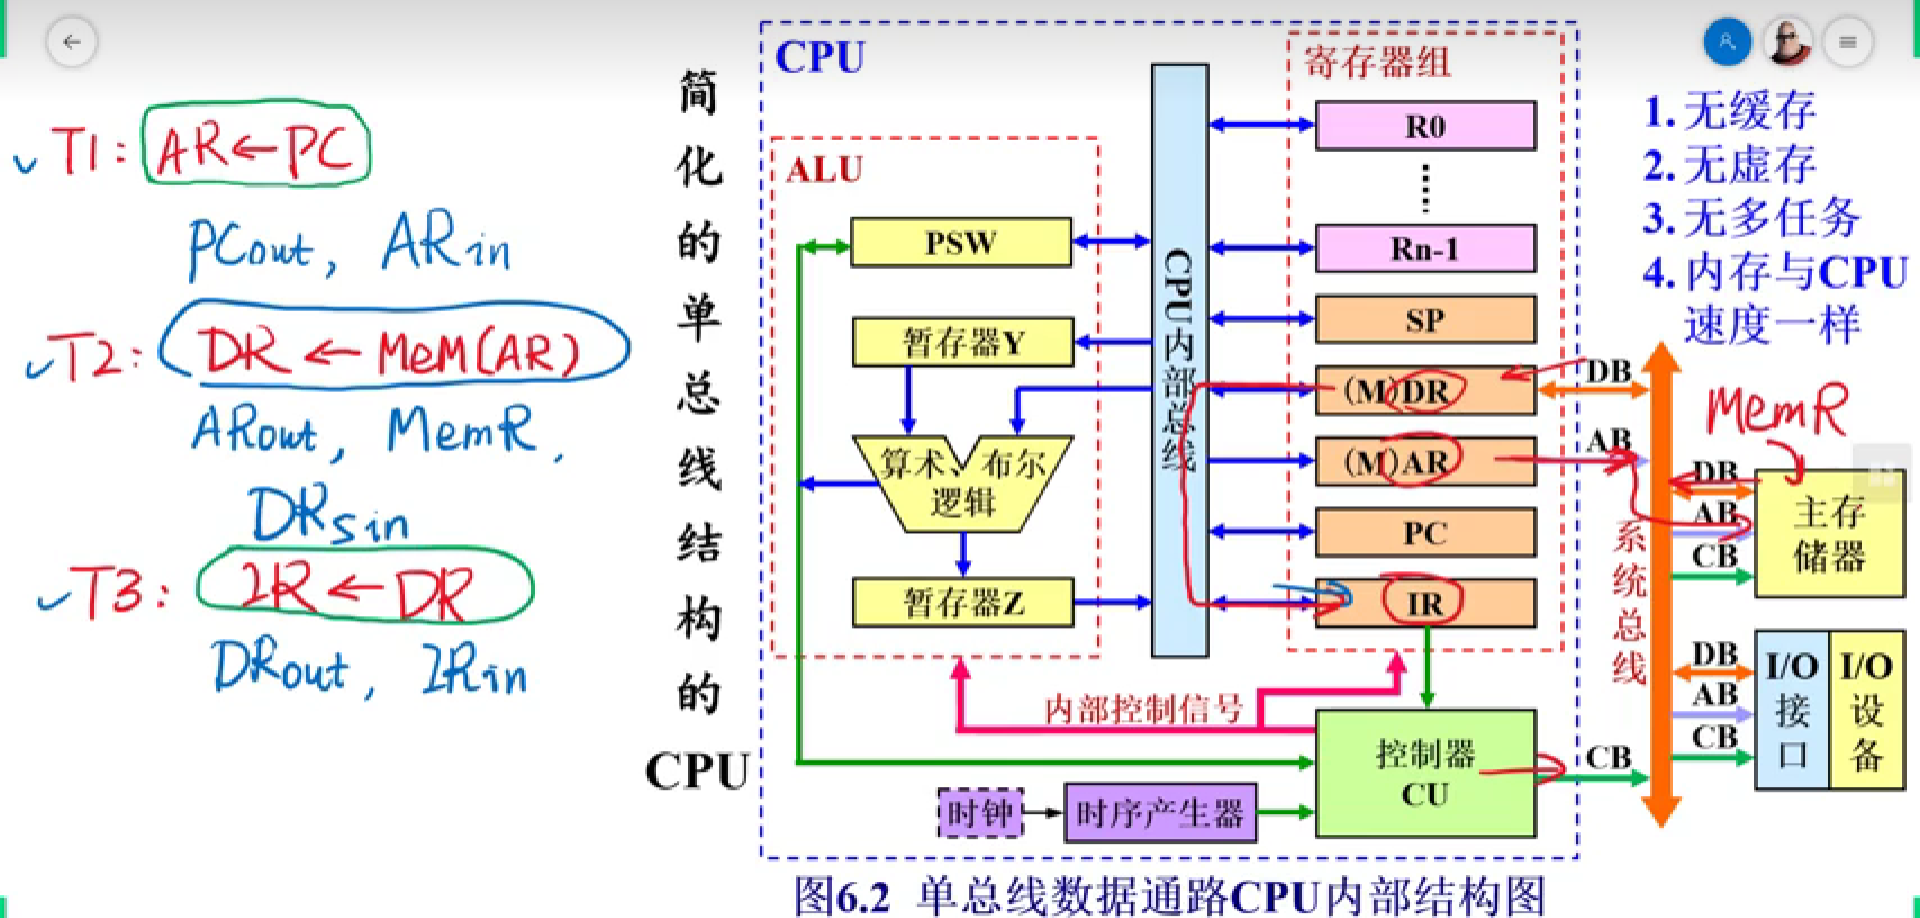 T1: AR←PC
PCout, ARin
T2: DR←MeM(AR)
ARout, MemR,
DRsin
T3: IR←DR
DRout, IRin
简化的单总线结构的
CPU
CPU
ALU
PSW
暂存器Y
算术、布尔
逻辑
暂存器Z
CPU内部总线
寄存器组
R0
Rn-1
SP
(M)DR
(M)AR
PC
IR
内部控制信号
控制器
CU
时钟
时序产生器
DB
AB
CB
系统总线
MemR
DB
AB
CB
主存
储器
DB
AB
CB
I/O
接
口
I/O
设
备
1. 无缓存
2. 无虚存
3. 无多任务
4. 内存与CPU
速度一样
图6.2 单总线数据通路CPU内部结构图